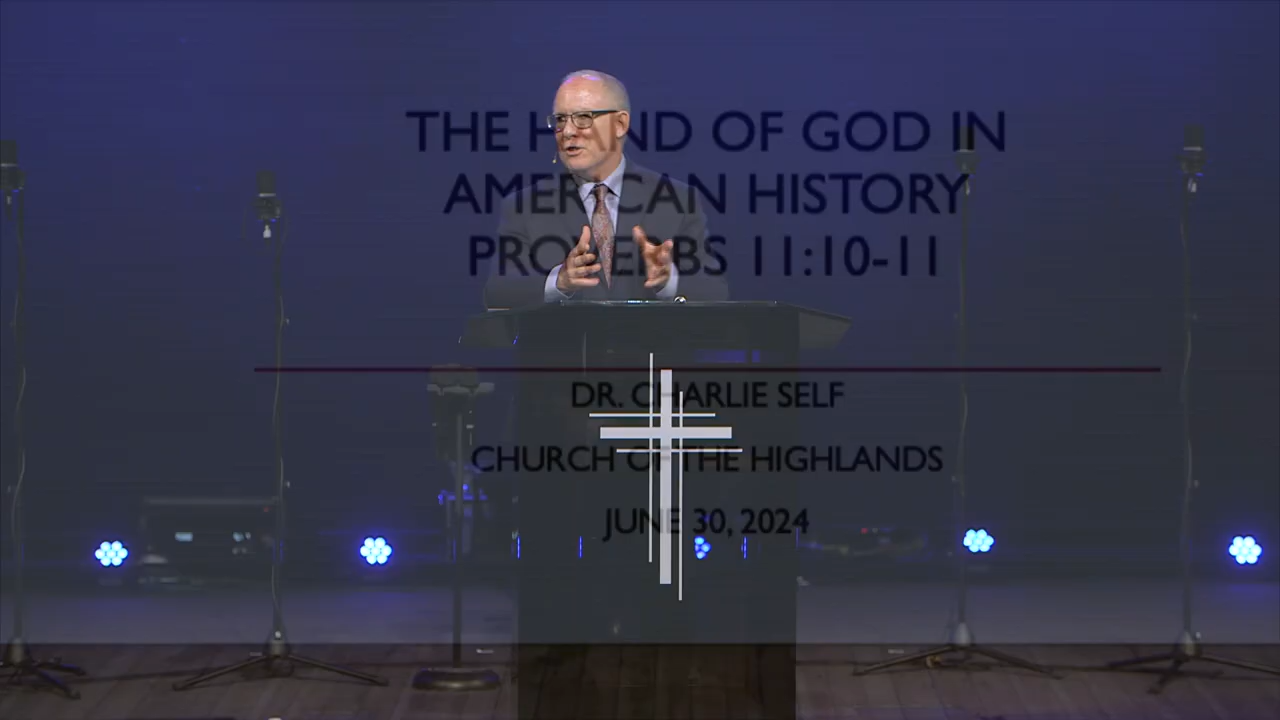 THE HAND OF GOD IN
AMERICAN HISTORY
PROVERBS 11:10-11
DR. CHARLIE SELF
CHURCH OF THE HIGHLANDS
JUNE 30, 2024